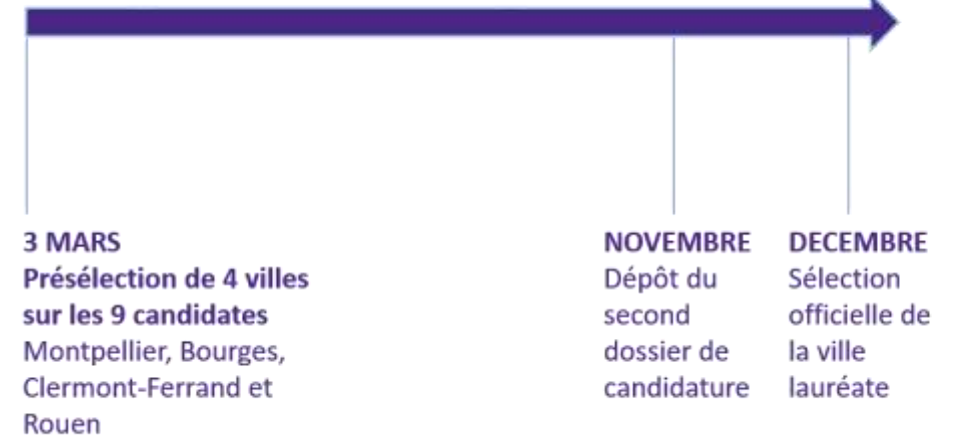 3 MARS
Présélection de 4 villes
sur les 9 candidates
Montpellier, Bourges,
Clermont-Ferrand et
Rouen
NOVEMBRE
Dépôt du
second
dossier de
candidature
DECEMBRE
Sélection
officielle de
la ville
lauréate